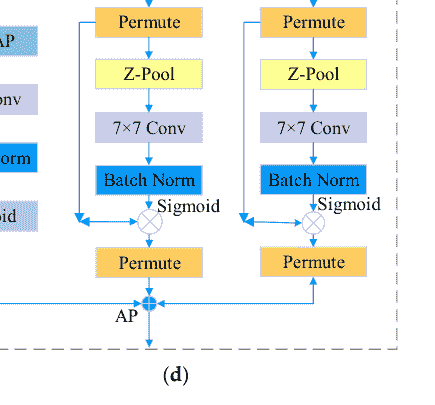 Permute Permute
AP
Z-Pool Z-Pool
onv 7×7 Conv 7×7 Conv
orm Batch Norm Batch Norm
Sigmoid Sigmoid
oid
Permute Permute
AP
(d)